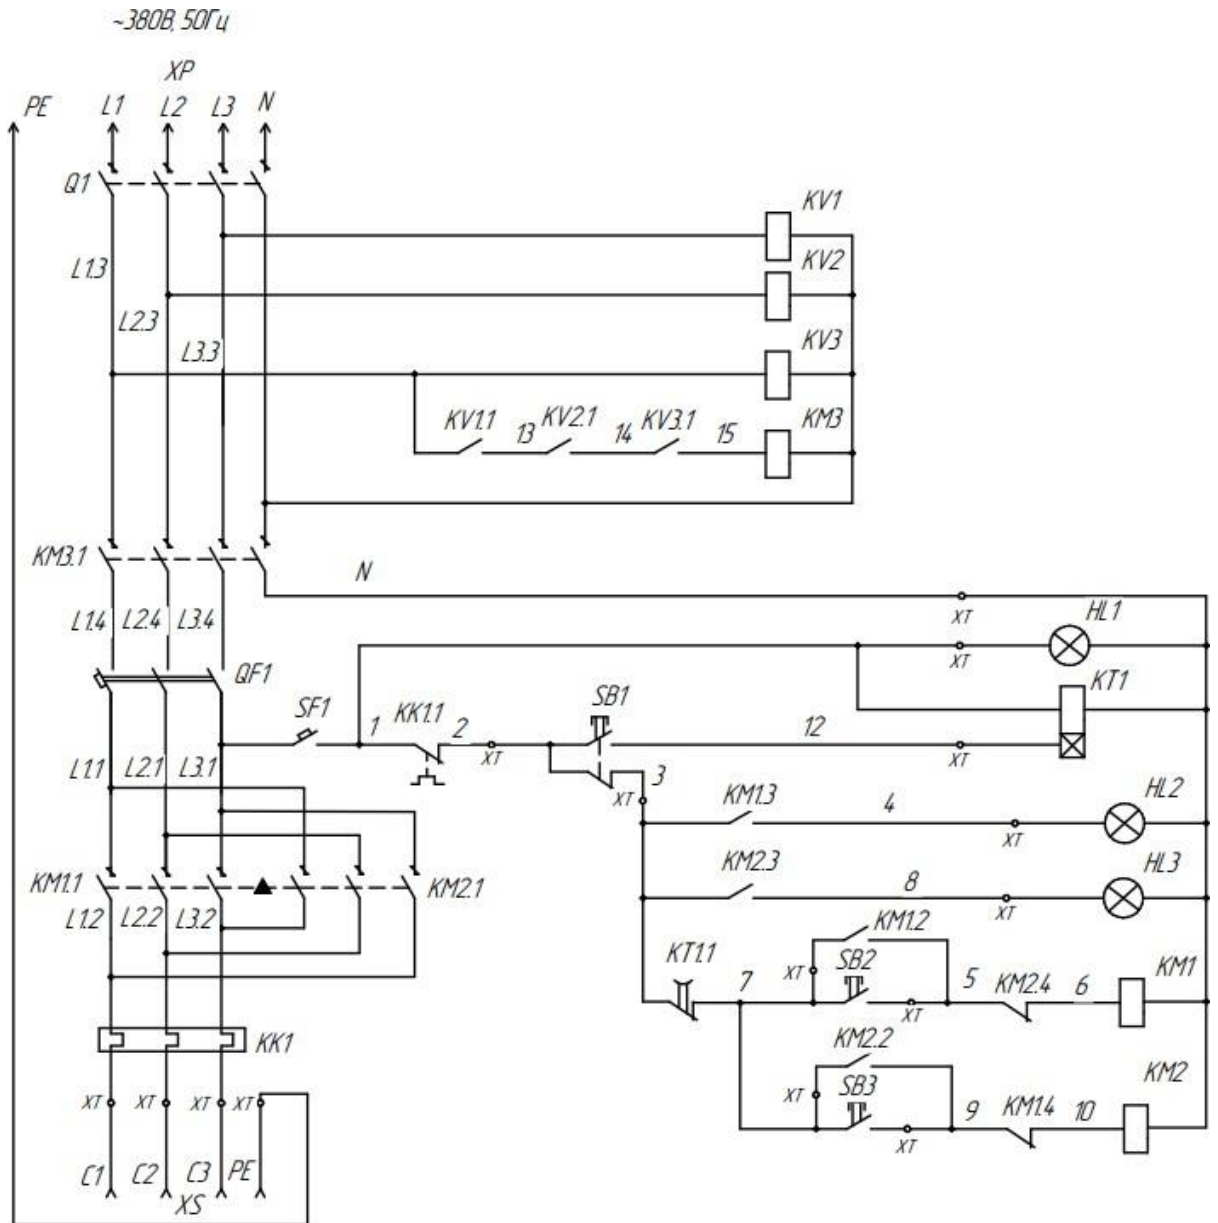 ~380В, 50Гц
XP
PE L1 L2 L3 N
Q1
KV1
KV2
L1.3
L2.3
L3.3
KV3
KV1.1 13 KV2.1 14 KV3.1 15 KM3
KM3.1
N
XT
L1.4 L2.4 L3.4
HL1
XT
QF1
KT1
SF1 1 KK1.1 2 SB1 12
XT XT
L1.1 L2.1 L3.1
3
XT
KM1.3 4 HL2
XT
KM2.3 8 HL3
XT
KM1.1 KM2.1
L1.2 L2.2 L3.2
KM1.2
KT1.1 7 XT SB2 5 KM2.4 6 KM1
XT
KK1
KM2.2
XT SB3 9 KM1.4 10 KM2
XT
XT XT XT XT
C1 C2 C3 PE
XS